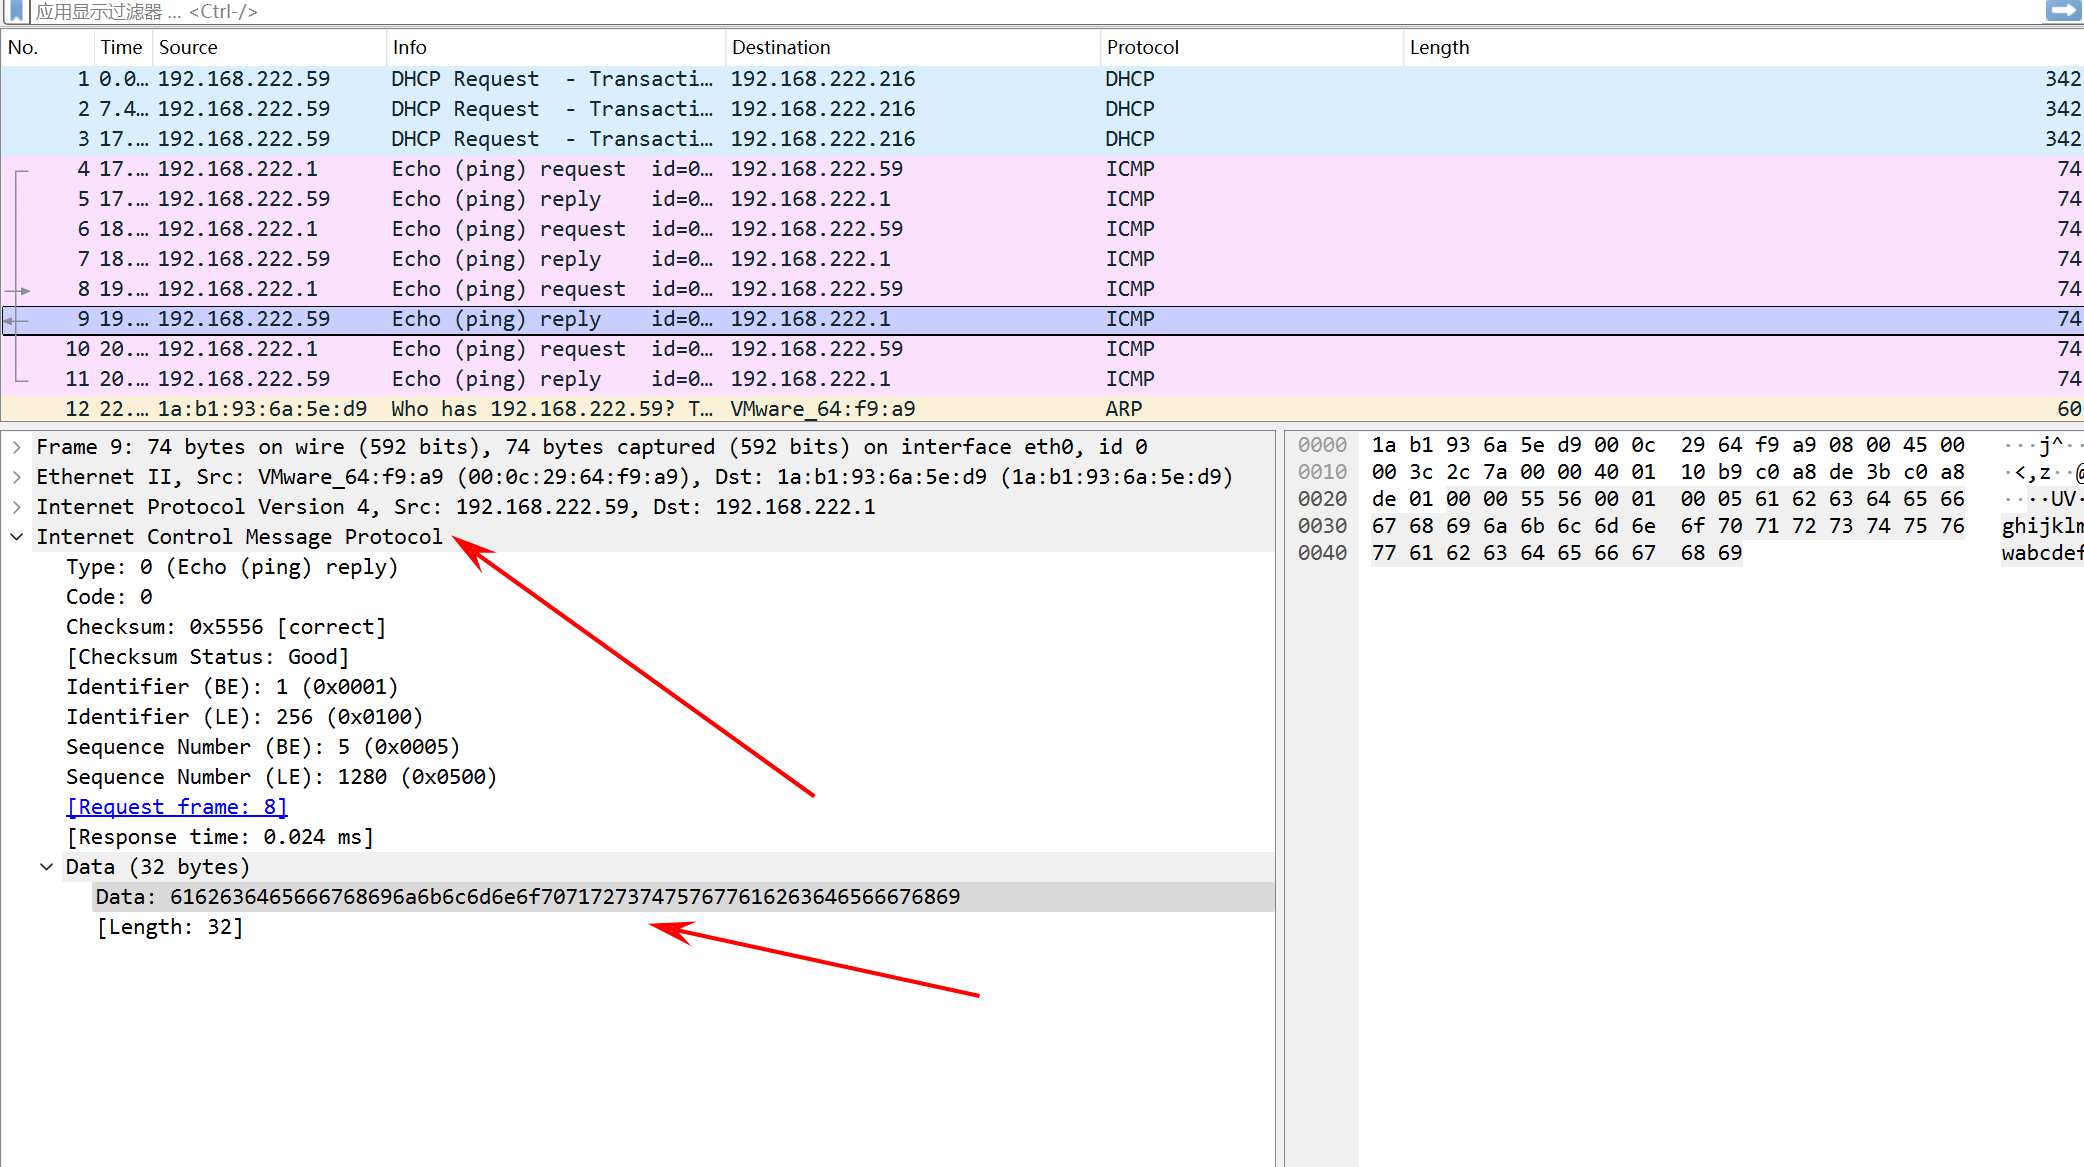 应用显示过滤器 … <Ctrl-/>
No. Time Source Info Destination Protocol Length
1 0.0… 192.168.222.59 DHCP Request  - Transacti… 192.168.222.216 DHCP 342
2 7.4… 192.168.222.59 DHCP Request  - Transacti… 192.168.222.216 DHCP 342
3 17.… 192.168.222.59 DHCP Request  - Transacti… 192.168.222.216 DHCP 342
4 17.… 192.168.222.1 Echo (ping) request  id=0… 192.168.222.59 ICMP 74
5 17.… 192.168.222.59 Echo (ping) reply    id=0… 192.168.222.1 ICMP 74
6 18.… 192.168.222.1 Echo (ping) request  id=0… 192.168.222.59 ICMP 74
7 18.… 192.168.222.59 Echo (ping) reply    id=0… 192.168.222.1 ICMP 74
8 19.… 192.168.222.1 Echo (ping) request  id=0… 192.168.222.59 ICMP 74
9 19.… 192.168.222.59 Echo (ping) reply    id=0… 192.168.222.1 ICMP 74
10 20.… 192.168.222.1 Echo (ping) request  id=0… 192.168.222.59 ICMP 74
11 20.… 192.168.222.59 Echo (ping) reply    id=0… 192.168.222.1 ICMP 74
12 22.… 1a:b1:93:6a:5e:d9 Who has 192.168.222.59? T… VMware_64:f9:a9 ARP 60
Frame 9: 74 bytes on wire (592 bits), 74 bytes captured (592 bits) on interface eth0, id 0
Ethernet II, Src: VMware_64:f9:a9 (00:0c:29:64:f9:a9), Dst: 1a:b1:93:6a:5e:d9 (1a:b1:93:6a:5e:d9)
Internet Protocol Version 4, Src: 192.168.222.59, Dst: 192.168.222.1
Internet Control Message Protocol
Type: 0 (Echo (ping) reply)
Code: 0
Checksum: 0x5556 [correct]
[Checksum Status: Good]
Identifier (BE): 1 (0x0001)
Identifier (LE): 256 (0x0100)
Sequence Number (BE): 5 (0x0005)
Sequence Number (LE): 1280 (0x0500)
[Request frame: 8]
[Response time: 0.024 ms]
Data (32 bytes)
Data: 6162636465666768696a6b6c6d6e6f7071727374757677616263646566676869
[Length: 32]
0000 1a b1 93 6a 5e d9 00 0c  29 64 f9 a9 08 00 45 00 ···j^··
0010 00 3c 2c 7a 00 00 40 01  10 b9 c0 a8 de 3b c0 a8 ·<,z··@
0020 de 01 00 00 55 56 00 01  00 05 61 62 63 64 65 66 ····UV·
0030 67 68 69 6a 6b 6c 6d 6e  6f 70 71 72 73 74 75 76 ghijklm
0040 77 61 62 63 64 65 66 67  68 69 wabcdef